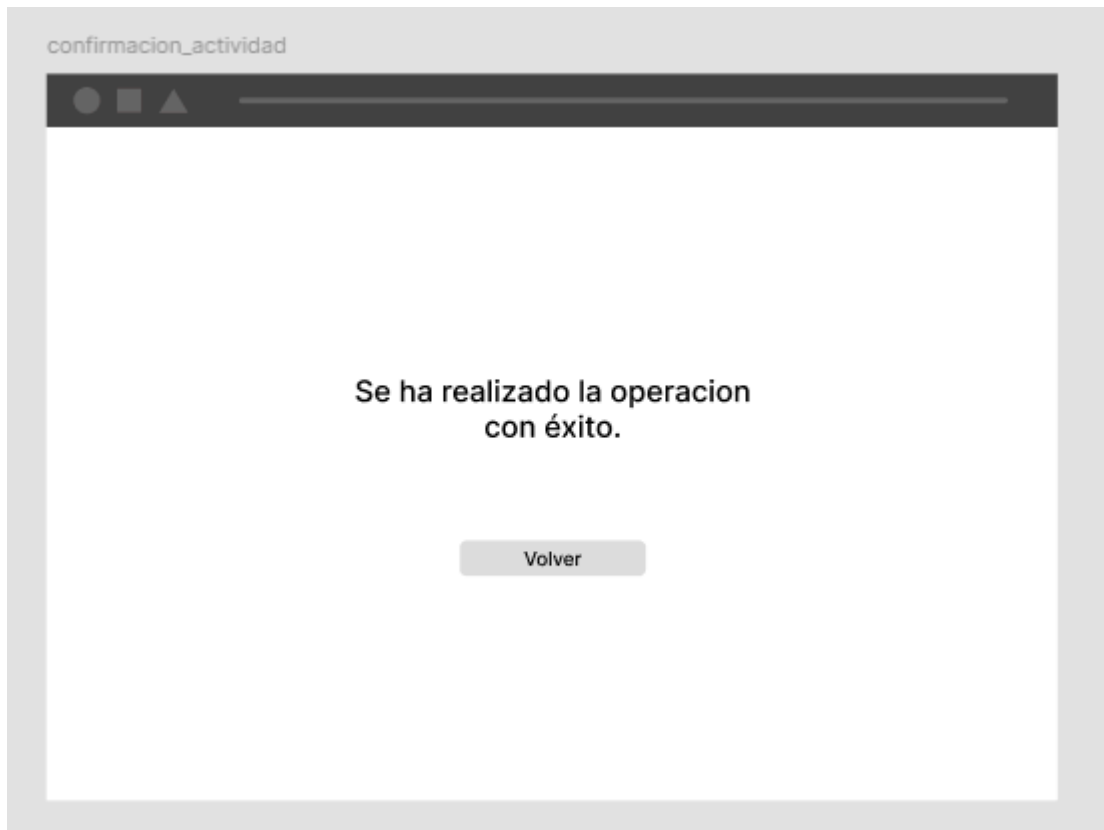 confirmacion_actividad
Se ha realizado la operacion
con éxito.
Volver